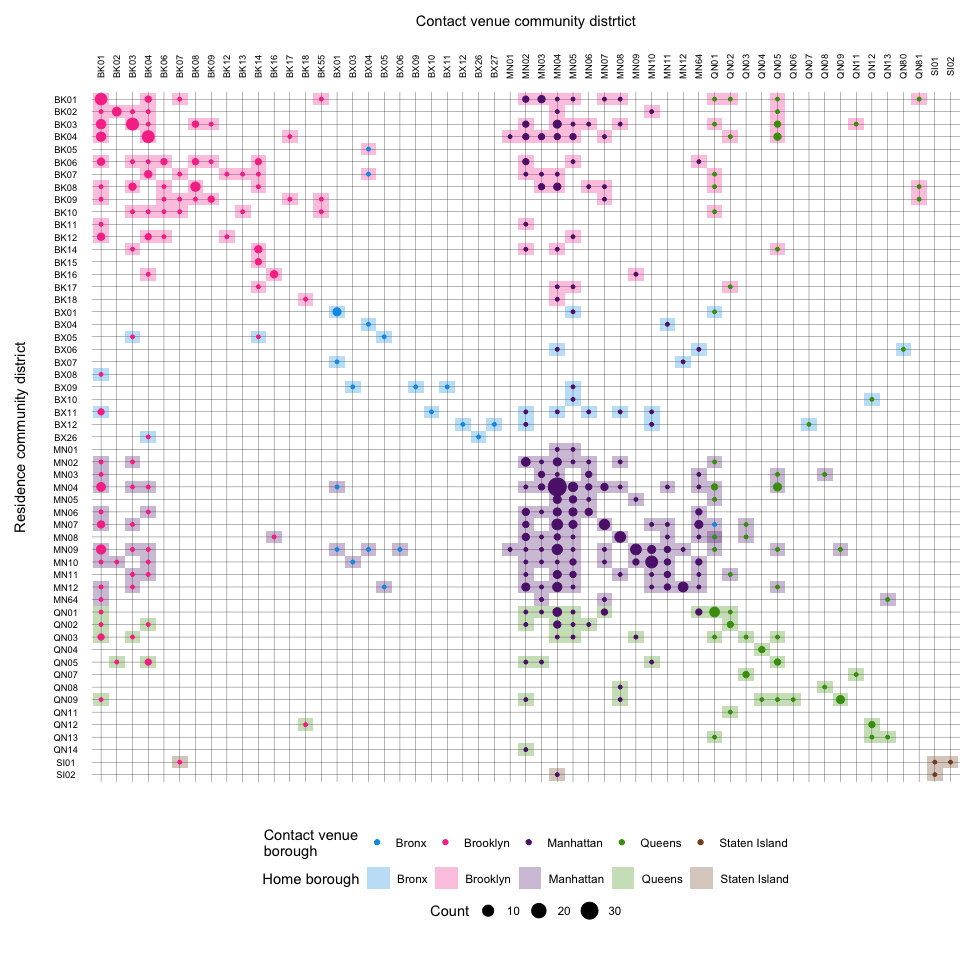 Contact venue community distrtict
BK01 BK02 BK03 BK04 BK07 BK08 BK09 BK12 BK13 BK14 BK16 BK17 BK18 BK55 BX01 BX04 BX05 BX06 BX09 BX10 BX11 BX12 BX26 BX27 MN01 MN02 MN03 MN04 MN05 MN06 MN07 MN08 MN09 MN10 MN11 MN12 MN64 QN01 QN02 QN03 QN04 QN05 QN06 QN07 QN08 QN09 QN12 QN13 QN80 QN81 SI01 SI02
Residence community district
BK01
BK02
BK03
BK04
BK05
BK06
BK07
BK08
BK09
BK10
BK11
BK12
BK14
BK15
BK16
BK17
BK18
BX01
BX04
BX05
BX06
BX07
BX08
BX09
BX10
BX11
BX12
BX26
MN01
MN02
MN03
MN04
MN05
MN06
MN07
MN08
MN09
MN10
MN11
MN12
MN64
QN01
QN02
QN03
QN04
QN05
QN07
QN08
QN09
QN11
QN12
QN13
QN14
SI01
SI02
Contact venue
borough
Bronx Brooklyn Manhattan Queens Staten Island
Home borough Bronx Brooklyn Manhattan Queens Staten Island
Count 10 20 30